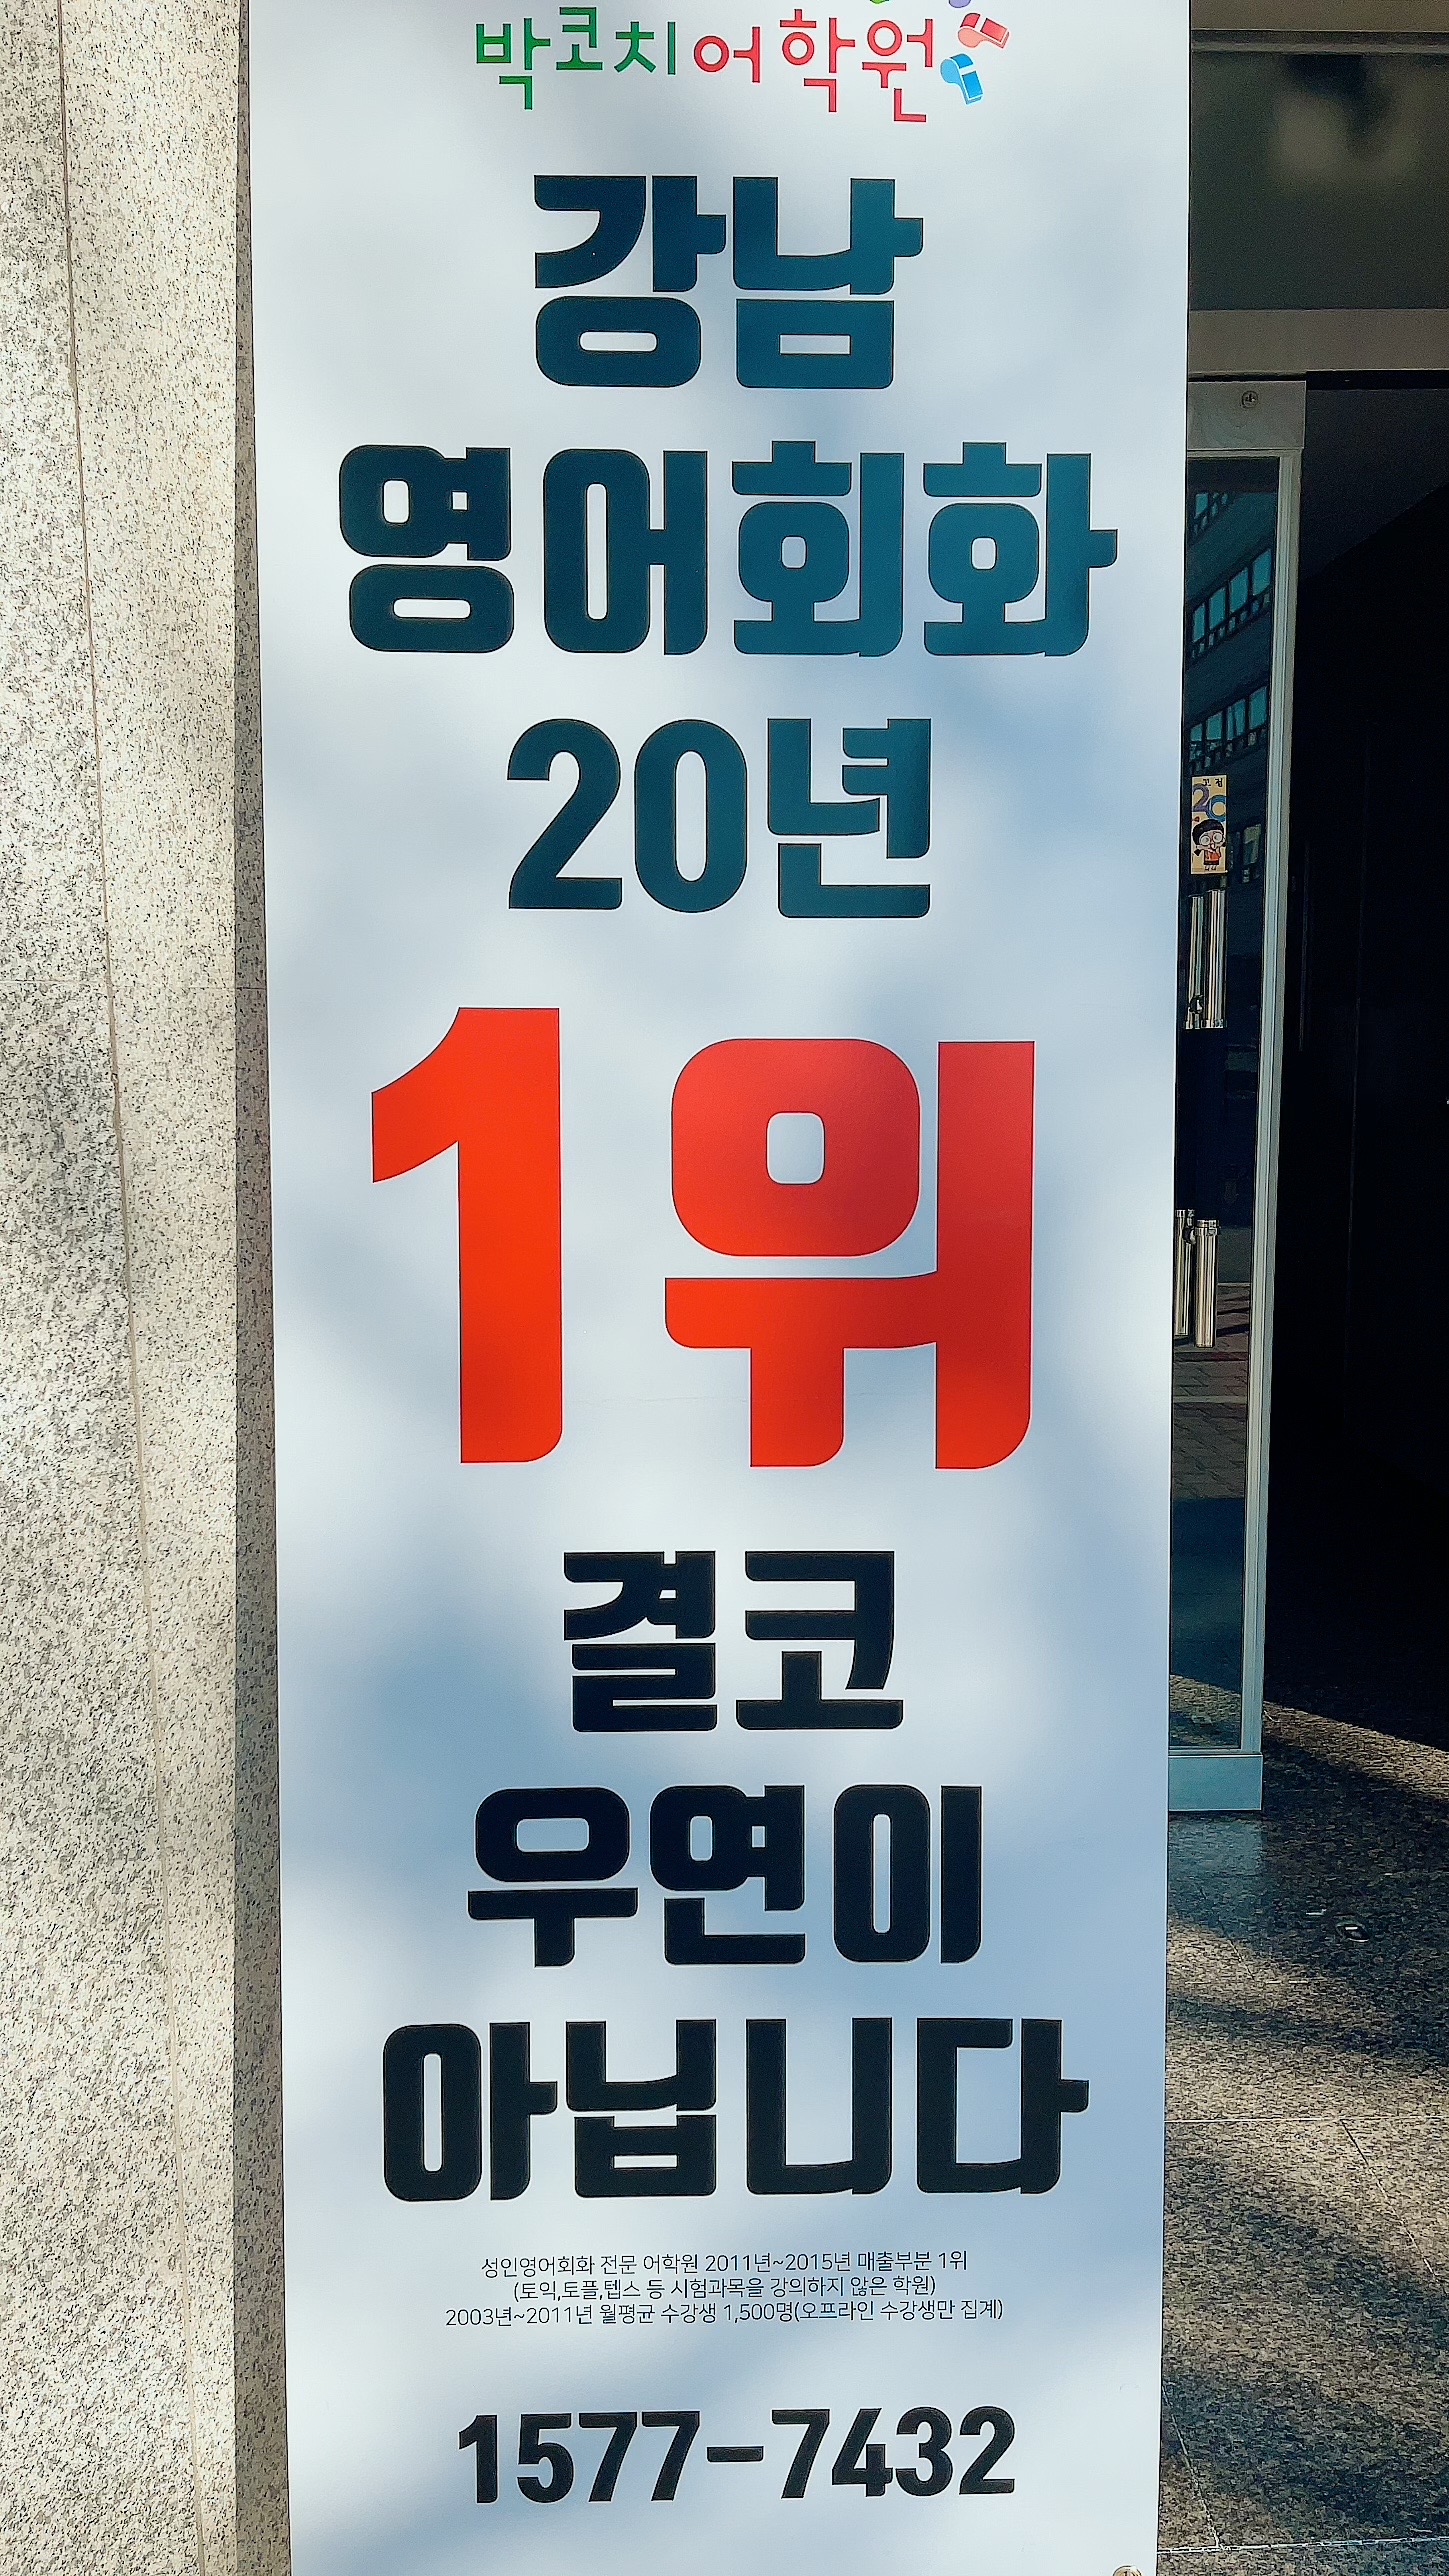 박코치어학원
강남
영어회화
20년
1위
결코
우연이
아닙니다
성인영어회화 전문 어학원 2011년~2015년 매출부분 1위
(토익,토플,텝스 등 시험과목을 강의하지 않은 학원)
2003년~2011년 월평균 수강생 1,500명(오프라인 수강생만 집계)
1577-7432
20